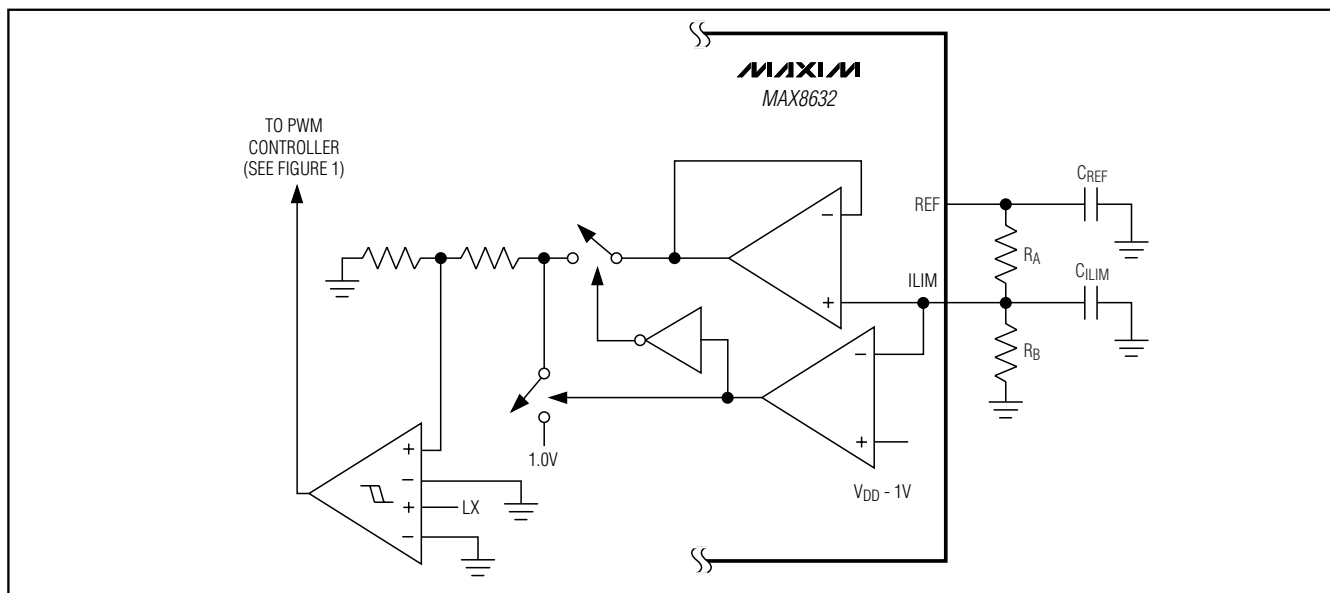 MAXIM
MAX8632
TO PWM
CONTROLLER
(SEE FIGURE 1)
CREF
REF
−
RA
ILIM
CILIM
+
−
RB
+
+
1.0V
−
VDD - 1V
+
LX
−